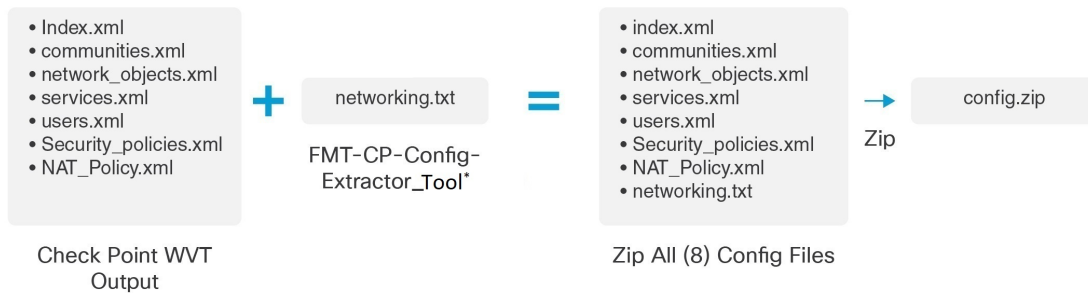 • Index.xml
• communities.xml
• network_objects.xml
• services.xml
• users.xml
• Security_policies.xml
• NAT_Policy.xml
Check Point WVT
Output
+
networking.txt
FMT-CP-Config-
Extractor_Tool*
=
• index.xml
• communities.xml
• network_objects.xml
• services.xml
• users.xml
• Security_policies.xml
• NAT_Policy.xml
• networking.txt
Zip All (8) Config Files
→
Zip
config.zip